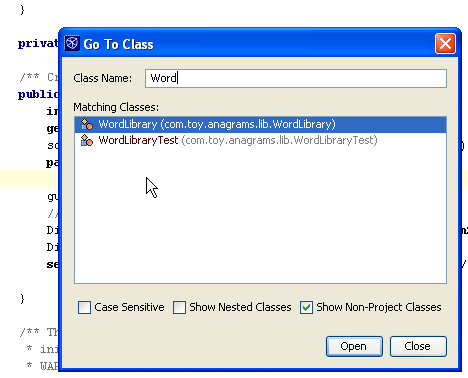 }
privat
Go To Class
/** Cr
Class Name: Word
public
in
Matching Classes:
ge
WordLibrary (com.toy.anagrams.lib.WordLibrary)
so
WordLibraryTest (com.toy.anagrams.lib.WordLibraryTest)
pa
gu
//
Di
Di
se
Case Sensitive Show Nested Classes Show Non-Project Classes
}
/** Th
Open Close
* ini
* WAR